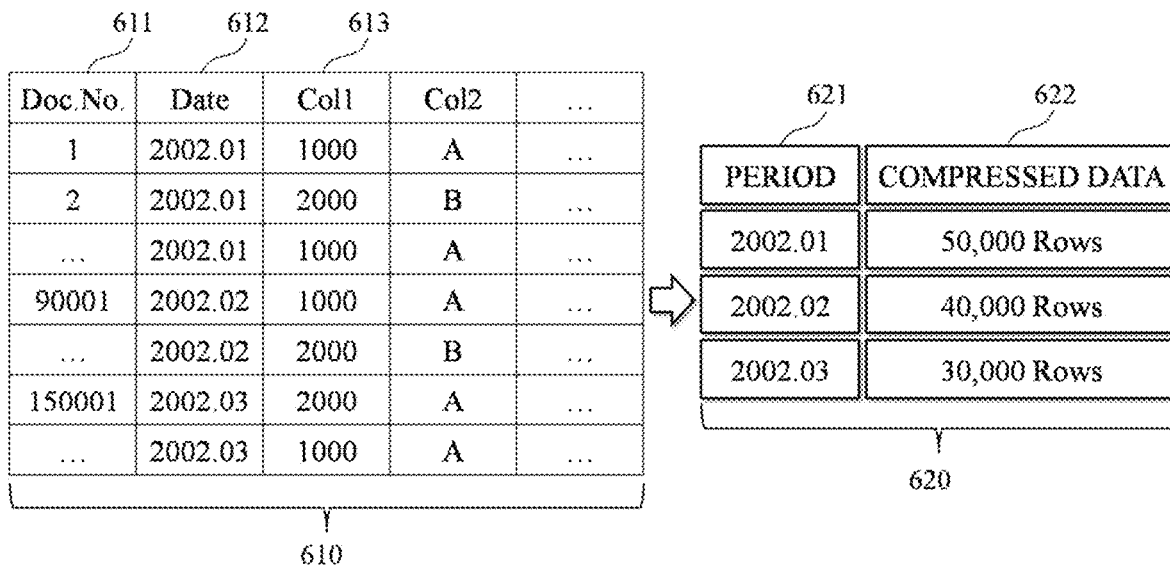 611 612 613
Doc.No. Date Col1 Col2 ...
1 2002.01 1000 A ...
2 2002.01 2000 B ...
... 2002.01 1000 A ...
90001 2002.02 1000 A ...
... 2002.02 2000 B ...
150001 2002.03 2000 A ...
... 2002.03 1000 A ...
610
621 622
PERIOD COMPRESSED DATA
2002.01 50,000 Rows
2002.02 40,000 Rows
2002.03 30,000 Rows
620